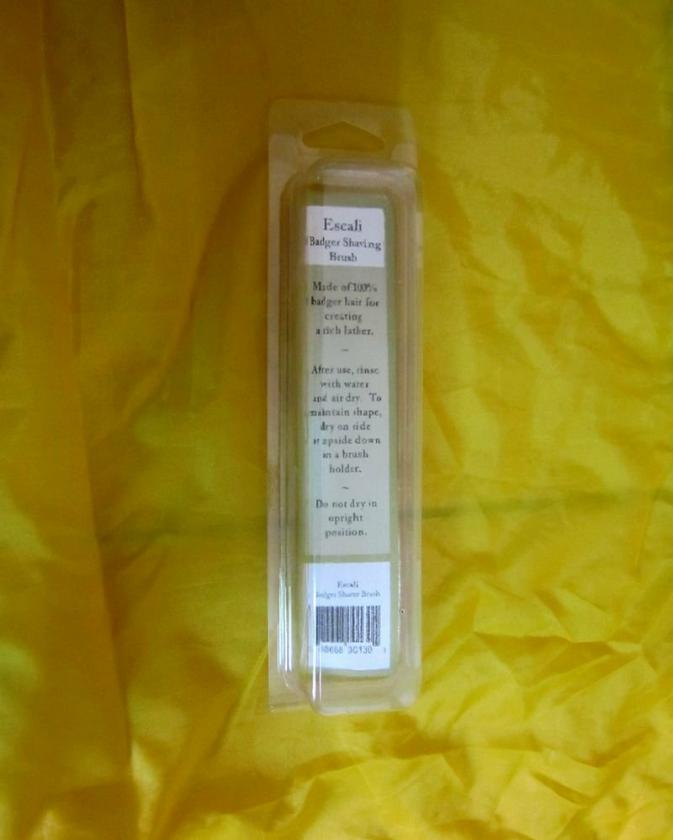 Escali
Badger Shaving
Brush
Made of 100%
badger hair for
creating
a rich lather.
~
After use, rinse
with water
and air dry. To
maintain shape,
dry on side
or upside down
in a brush
holder.
~
Do not dry in
upright
position.
Escali
Badger Shaver Brush